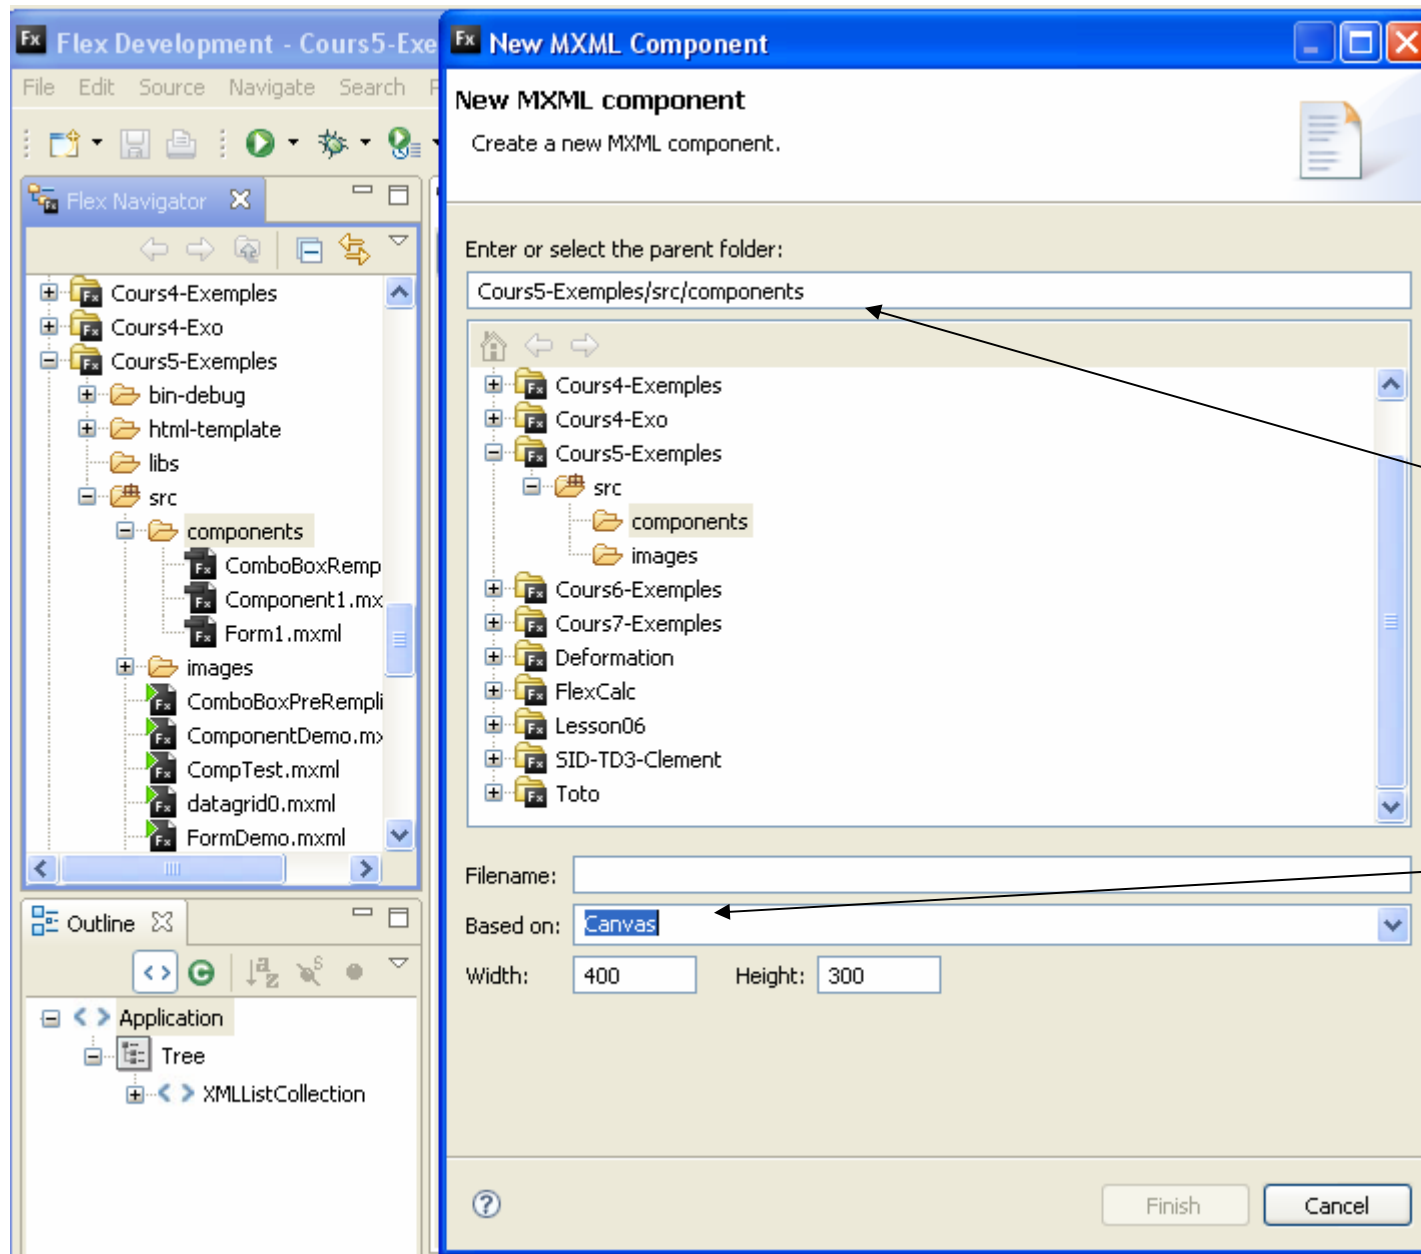 Flex Development - Cours5-Exe
File Edit Source Navigate Search
Flex Navigator
Cours4-Exemples
Cours4-Exo
Cours5-Exemples
bin-debug
html-template
libs
src
components
ComboBoxRemp
Component1.mx
Form1.mxml
images
ComboBoxPreRempli
ComponentDemo.mx
CompTest.mxml
datagrid0.mxml
FormDemo.mxml
Outline
Application
Tree
XMLListCollection
New MXML Component
New MXML component
Create a new MXML component.
Enter or select the parent folder:
Cours5-Exemples/src/components
Cours4-Exemples
Cours4-Exo
Cours5-Exemples
src
components
images
Cours6-Exemples
Cours7-Exemples
Deformation
FlexCalc
Lesson06
SID-TD3-Clement
Toto
Filename:
Based on: Canvas
Width: 400 Height: 300
Finish Cancel